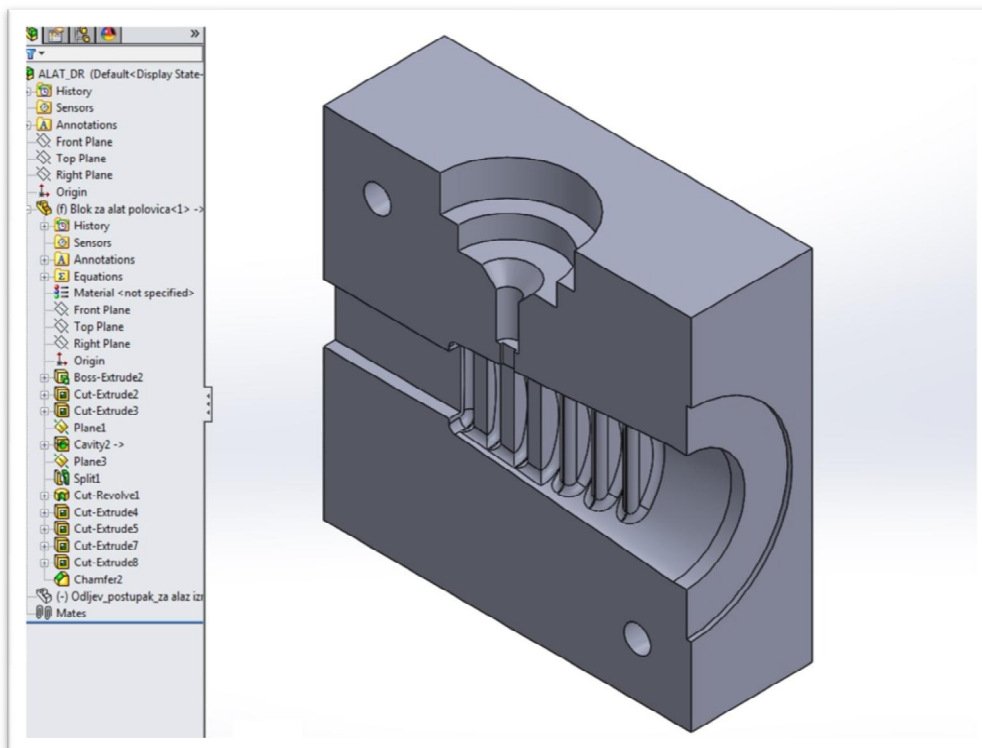 »
ALAT_DR (Default<Display State-
History
Sensors
Annotations
Front Plane
Top Plane
Right Plane
Origin
(f) Blok za alat polovica<1> ->
History
Sensors
Annotations
Equations
Material <not specified>
Front Plane
Top Plane
Right Plane
Origin
Boss-Extrude2
Cut-Extrude2
Cut-Extrude3
Plane1
Cavity2 ->
Plane3
Split1
Cut-Revolve1
Cut-Extrude4
Cut-Extrude5
Cut-Extrude7
Cut-Extrude8
Chamfer2
(-) Odljev_postupak_za alaz izr
Mates